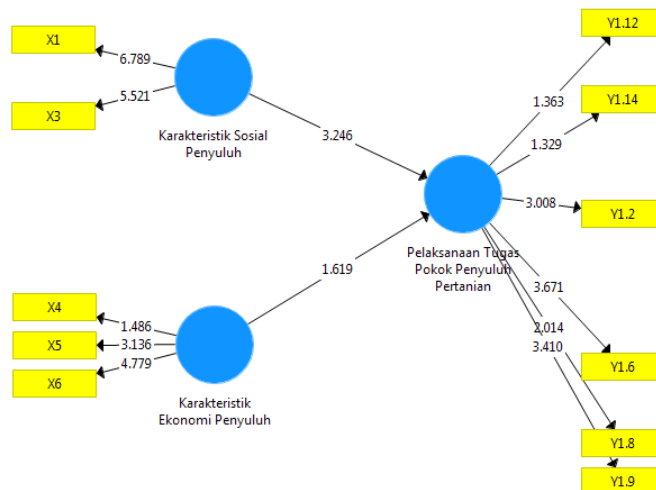 X1
6.789
X3
5.521
Karakteristik Sosial
Penyuluh
3.246
Y1.12
1.363
Y1.14
1.329
Y1.2
3.008
Pelaksanaan Tugas
Pokok Penyuluh
Pertanian
1.619
3.671
2.014
3.410
Y1.6
Y1.8
Y1.9
X4
1.486
X5
3.136
X6
4.779
Karakteristik
Ekonomi Penyuluh